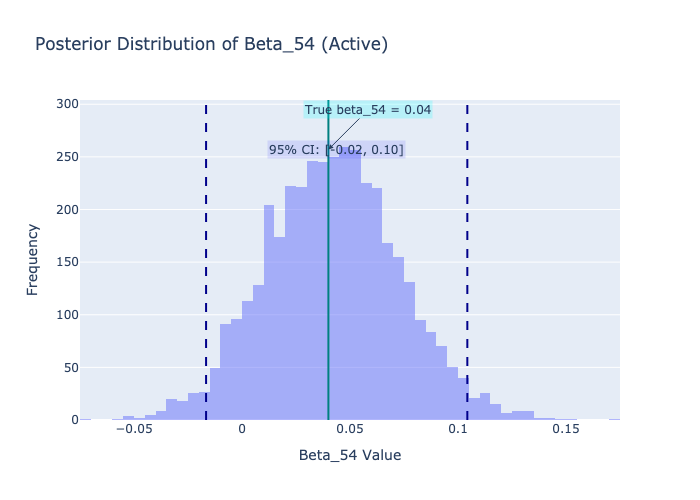 Posterior Distribution of Beta_54 (Active)
True beta_54 = 0.04
95% CI: [-0.02, 0.10]
Frequency
300
250
200
150
100
50
0
−0.05
0
0.05
0.1
0.15
Beta_54 Value